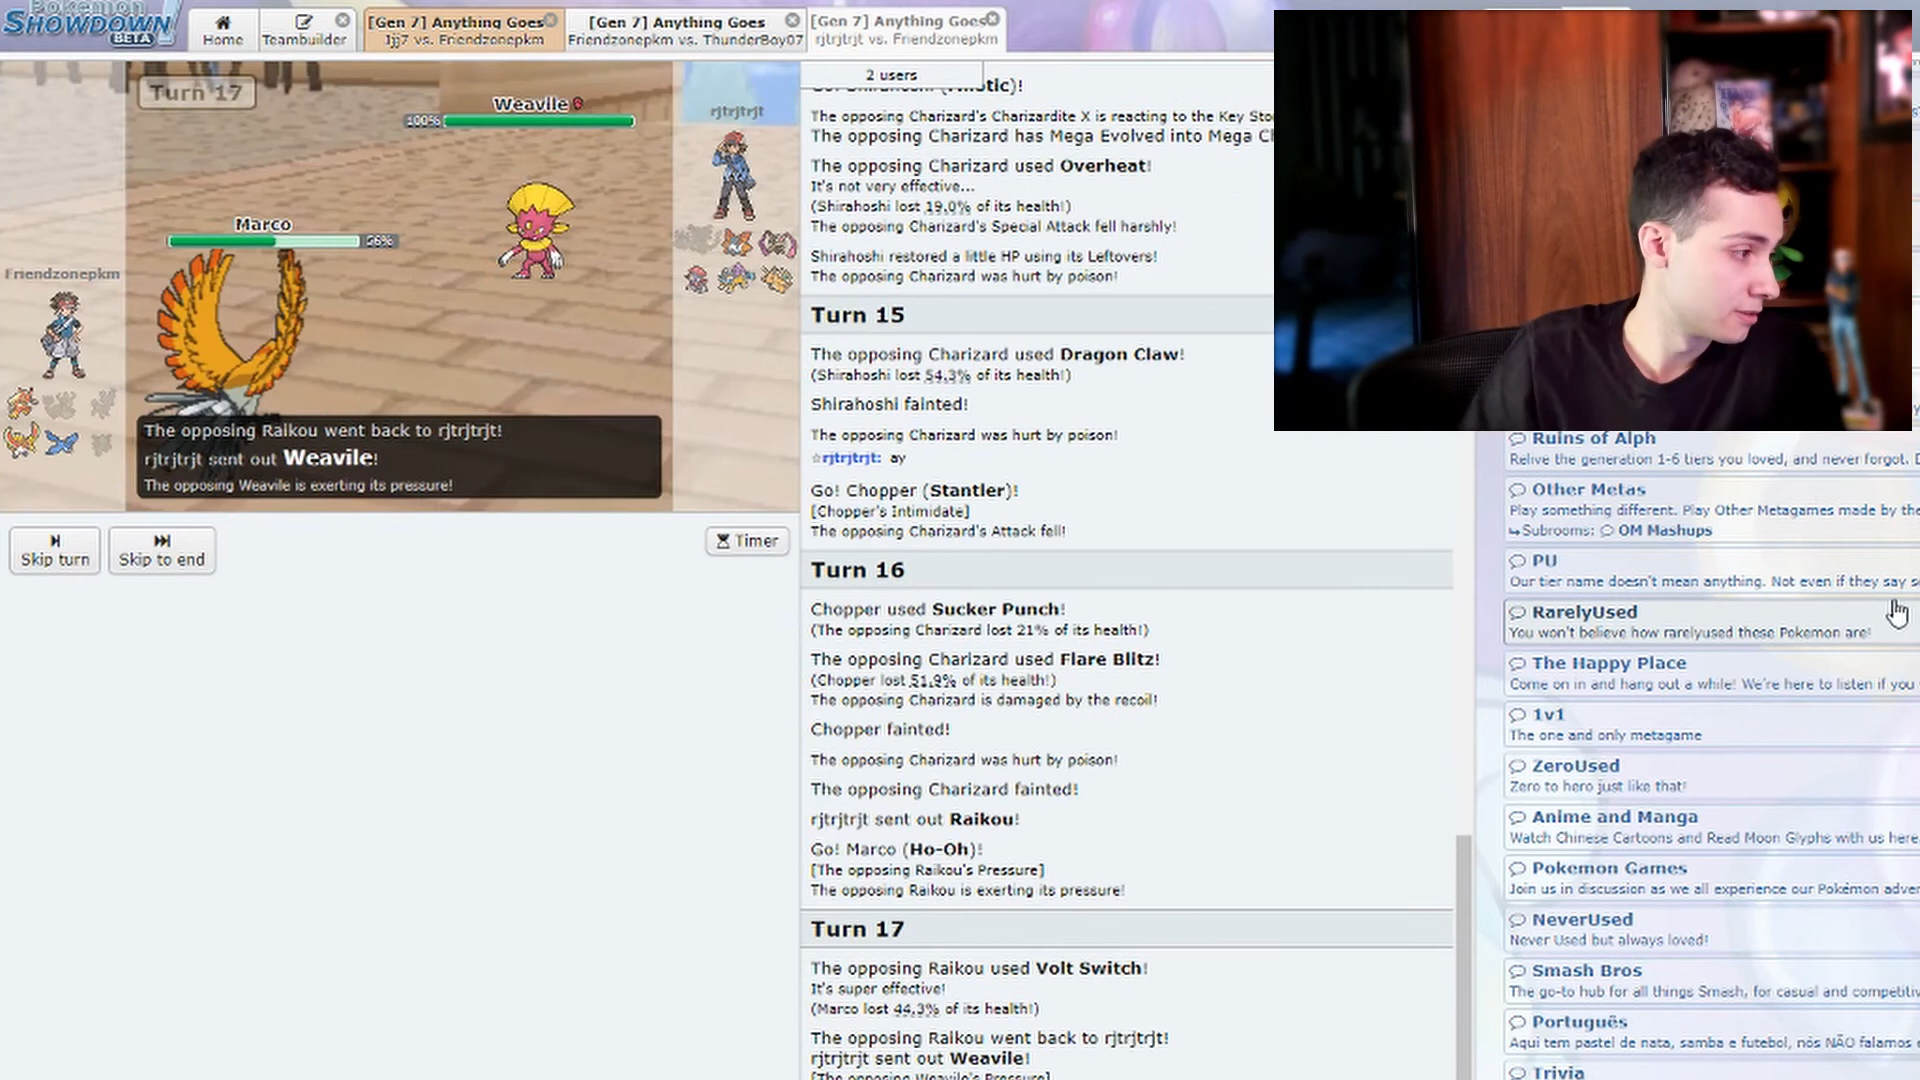 Pokémon
SHOWDOWN
BETA
Home
Teambuilder
[Gen 7] Anything Goes
Ijj7 vs. Friendzonepkm
[Gen 7] Anything Goes
Friendzonepkm vs. ThunderBoy07
[Gen 7] Anything Goes
rjtrjtrjt vs. Friendzonepkm
2 users
Turn 17
Weavile
100%
Marco
56%
Friendzonepkm
rjtrjtrjt
The opposing Raikou went back to rjtrjtrjt!
rjtrjtrjt sent out Weavile!
The opposing Weavile is exerting its pressure!
Skip turn
Skip to end
Timer
The opposing Charizard's Charizardite X is reacting to the Key Sto
The opposing Charizard has Mega Evolved into Mega C
The opposing Charizard used Overheat!
It's not very effective...
(Shirahoshi lost 19.0% of its health!)
The opposing Charizard's Special Attack fell harshly!
Shirahoshi restored a little HP using its Leftovers!
The opposing Charizard was hurt by poison!
Turn 15
The opposing Charizard used Dragon Claw!
(Shirahoshi lost 54.3% of its health!)
Shirahoshi fainted!
The opposing Charizard was hurt by poison!
☆rjtrjtrjt: ay
Go! Chopper (Stantler)!
[Chopper's Intimidate]
The opposing Charizard's Attack fell!
Turn 16
Chopper used Sucker Punch!
(The opposing Charizard lost 21% of its health!)
The opposing Charizard used Flare Blitz!
(Chopper lost 51.9% of its health!)
The opposing Charizard is damaged by the recoil!
Chopper fainted!
The opposing Charizard was hurt by poison!
The opposing Charizard fainted!
rjtrjtrjt sent out Raikou!
Go! Marco (Ho-Oh)!
[The opposing Raikou's Pressure]
The opposing Raikou is exerting its pressure!
Turn 17
The opposing Raikou used Volt Switch!
It's super effective!
(Marco lost 44.3% of its health!)
The opposing Raikou went back to rjtrjtrjt!
rjtrjtrjt sent out Weavile!
[The opposing Weavile's Pressure]
Ruins of Alph
Relive the generation 1-6 tiers you loved, and never forgot.
Other Metas
Play something different. Play Other Metagames made by the
↳Subrooms: OM Mashups
PU
Our tier name doesn't mean anything. Not even if they say s
RarelyUsed
You won't believe how rarelyused these Pokemon are!
The Happy Place
Come on in and hang out a while! We're here to listen if you
1v1
The one and only metagame
ZeroUsed
Zero to hero just like that!
Anime and Manga
Watch Chinese Cartoons and Read Moon Glyphs with us here
Pokemon Games
Join us in discussion as we all experience our Pokémon adve
NeverUsed
Never Used but always loved!
Smash Bros
The go-to hub for all things Smash, for casual and competiti
Português
Aqui tem pastel de nata, samba e futebol, nós NÃO falamos
Trivia